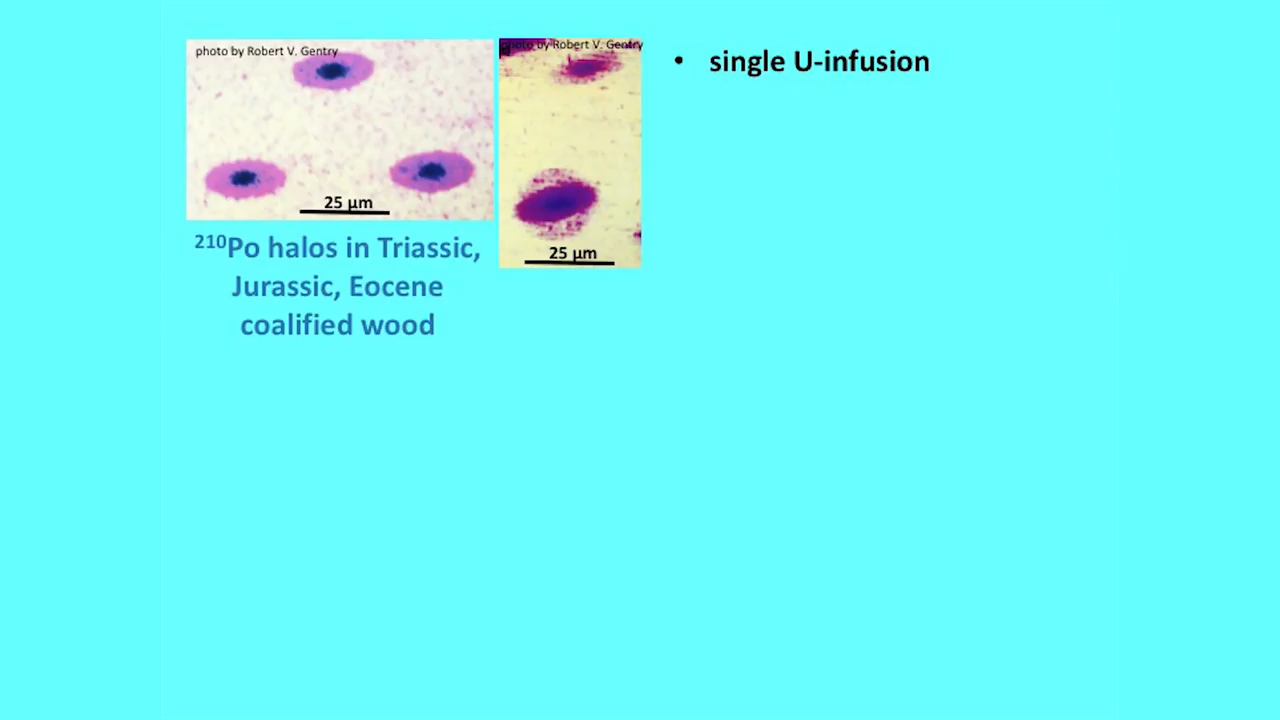 photo by Robert V. Gentry
photo by Robert V. Gentry
• single U-infusion
25 µm
25 µm
²¹⁰Po halos in Triassic,
Jurassic, Eocene
coalified wood